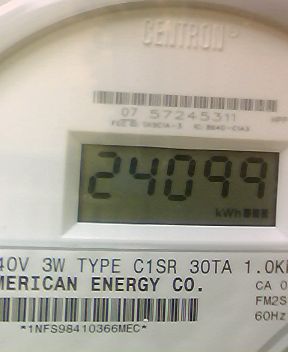 CENTRON®
07 57245311
24099
kWh
40V 3W TYPE C1SR 30TA 1.0K
MERICAN ENERGY CO.
CA 0
FM2S
60Hz
*1NFS98410366MEC*